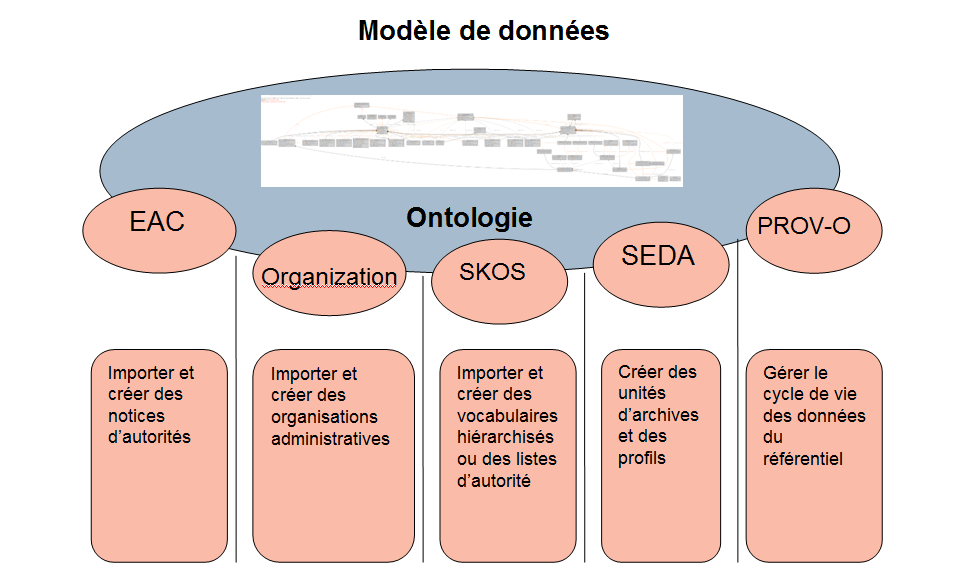 Modèle de données
Ontologie
EAC
Organization
SKOS
SEDA
PROV-O
Importer et
créer des
notices
d'autorités
Importer et
créer des
organisations
administratives
Importer et
créer des
vocabulaires
hiérarchisés
ou des listes
d'autorité
Créer des
unités
d'archives
et des
profils
Gérer le
cycle de vie
des données
du
référentiel